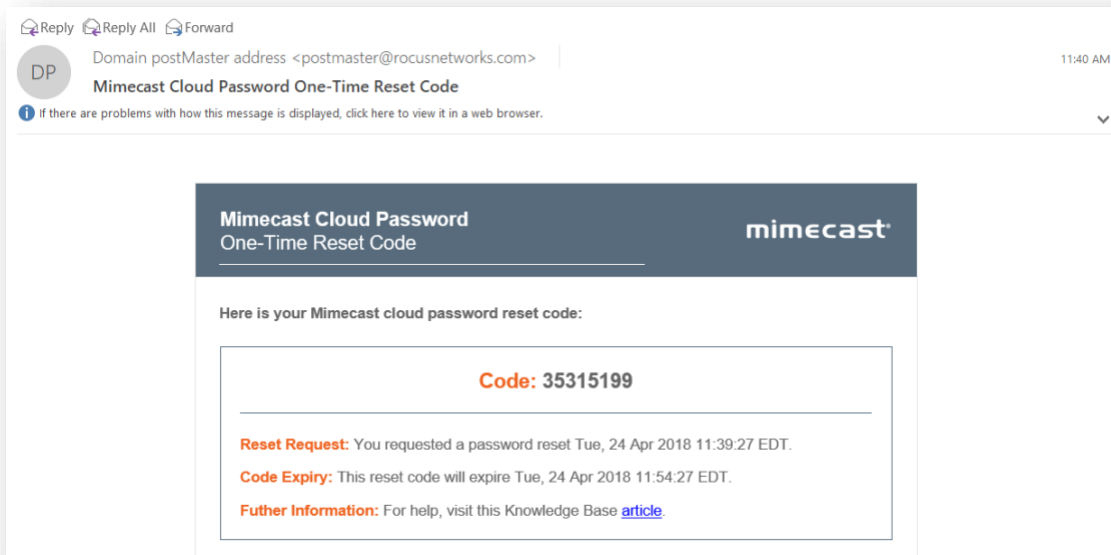 Reply Reply All Forward
DP
Domain postMaster address <postmaster@rocusnetworks.com>
11:40 AM
Mimecast Cloud Password One-Time Reset Code
If there are problems with how this message is displayed, click here to view it in a web browser.
Mimecast Cloud Password
One-Time Reset Code
mimecast
Here is your Mimecast cloud password reset code:
Code: 35315199
Reset Request: You requested a password reset Tue, 24 Apr 2018 11:39:27 EDT.
Code Expiry: This reset code will expire Tue, 24 Apr 2018 11:54:27 EDT.
Futher Information: For help, visit this Knowledge Base article.